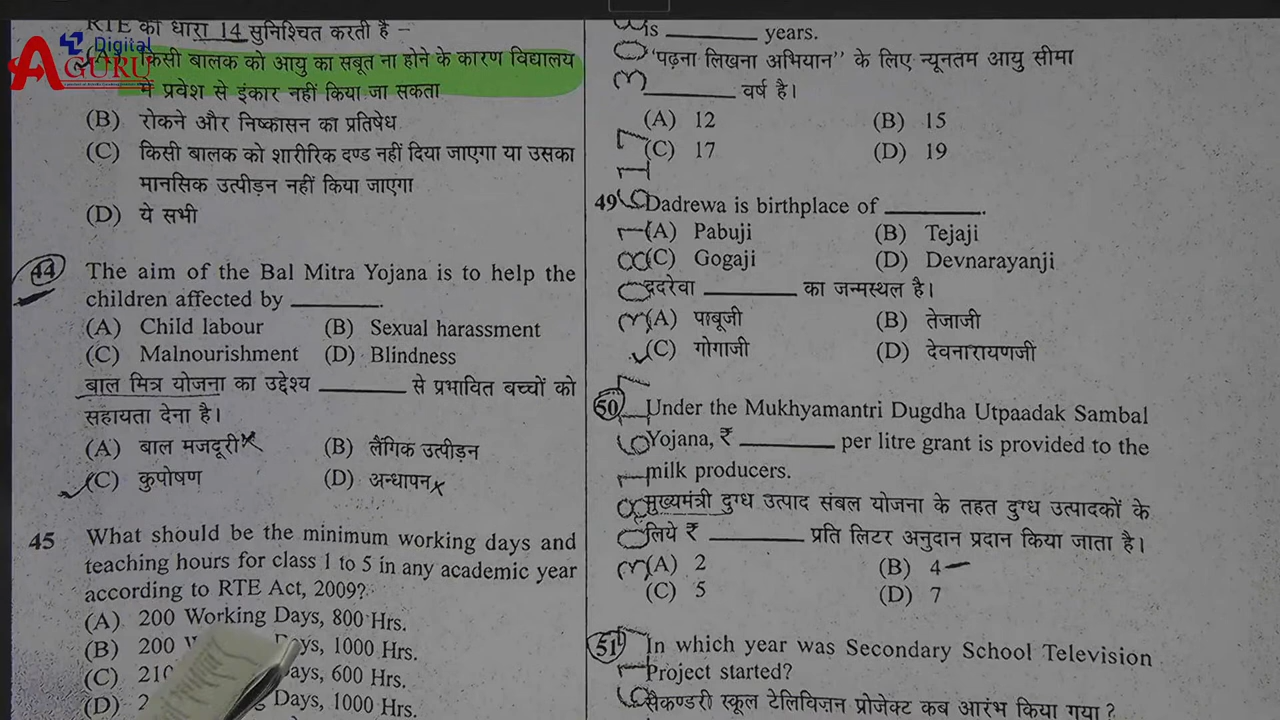 Digital
GURU
RTE की धारा 14 सुनिश्चित करती है –
(A) किसी बालक को आयु का सबूत ना होने के कारण विद्यालय
में प्रवेश से इंकार नहीं किया जा सकता
(B) रोकने और निष्कासन का प्रतिषेध
(C) किसी बालक को शारीरिक दण्ड नहीं दिया जाएगा या उसका
मानसिक उत्पीड़न नहीं किया जाएगा
(D) ये सभी
44 The aim of the Bal Mitra Yojana is to help the
children affected by ________.
(A) Child labour (B) Sexual harassment
(C) Malnourishment (D) Blindness
बाल मित्र योजना का उद्देश्य ________ से प्रभावित बच्चों को
सहायता देना है।
(A) बाल मजदूरी (B) लैंगिक उत्पीड़न
(C) कुपोषण (D) अन्धापन
45 What should be the minimum working days and
teaching hours for class 1 to 5 in any academic year
according to RTE Act, 2009?
(A) 200 Working Days, 800 Hrs.
(B) 200 Days, 1000 Hrs.
(C) 210 Days, 600 Hrs.
(D) Days, 1000 Hrs.
is ________ years.
"पढ़ना लिखना अभियान" के लिए न्यूनतम आयु सीमा
________ वर्ष है।
(A) 12 (B) 15
(C) 17 (D) 19
49 Dadrewa is birthplace of ________.
(A) Pabuji (B) Tejaji
(C) Gogaji (D) Devnarayanji
ददरेवा ________ का जन्मस्थल है।
(A) पाबूजी (B) तेजाजी
(C) गोगाजी (D) देवनारायणजी
50 Under the Mukhyamantri Dugdha Utpaadak Sambal
Yojana, ₹ ________ per litre grant is provided to the
milk producers.
मुख्यमंत्री दुग्ध उत्पाद संबल योजना के तहत दुग्ध उत्पादकों के
लिये ₹ ________ प्रति लिटर अनुदान प्रदान किया जाता है।
(A) 2 (B) 4
(C) 5 (D) 7
51 In which year was Secondary School Television
Project started?
सैकण्डरी स्कूल टेलिविज़न प्रोजेक्ट कब आरंभ किया गया ?